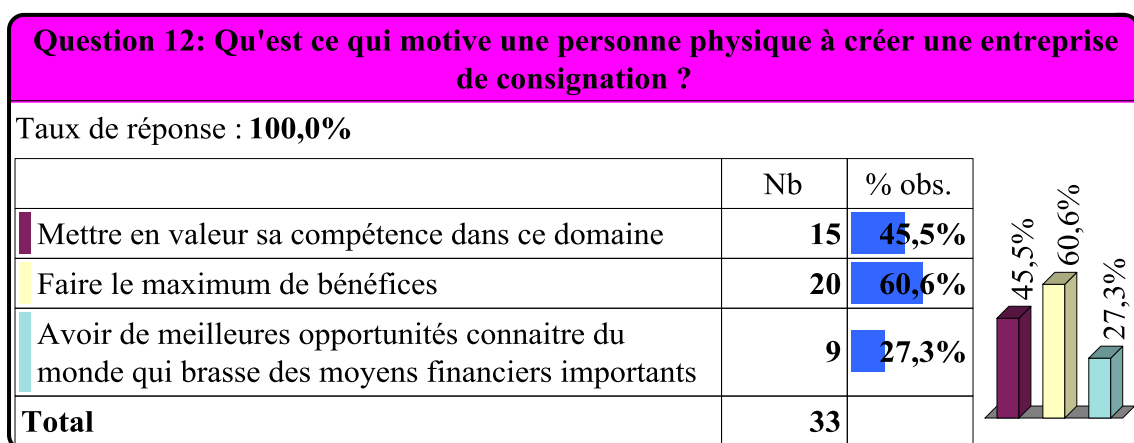 Question 12: Qu'est ce qui motive une personne physique à créer une entreprise
de consignation ?
Taux de réponse : 100,0%
Nb % obs.
Mettre en valeur sa compétence dans ce domaine 15 45,5%
Faire le maximum de bénéfices 20 60,6%
Avoir de meilleures opportunités connaitre du
monde qui brasse des moyens financiers importants 9 27,3%
Total 33
45,5%
60,6%
27,3%